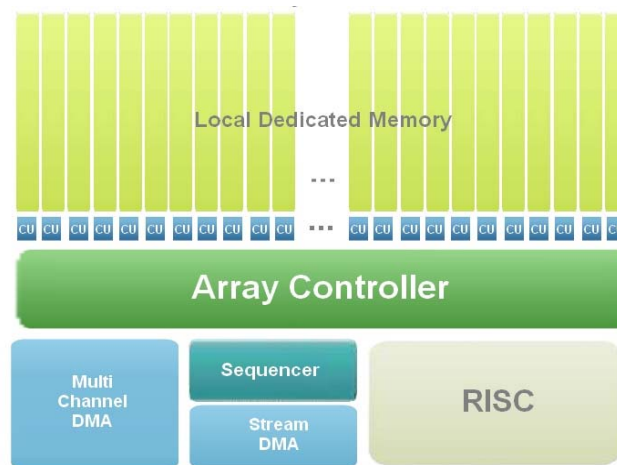 Local Dedicated Memory
...
CU CU CU CU CU CU CU CU CU CU CU ... CU CU CU CU CU CU CU CU CU CU CU
Array Controller
Multi
Channel
DMA
Sequencer
Stream
DMA
RISC